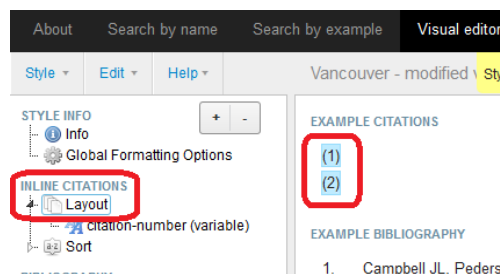 About Search by name Search by example Visual editor
Style Edit Help Vancouver - modified
STYLE INFO + - EXAMPLE CITATIONS
Info
Global Formatting Options (1)
INLINE CITATIONS (2)
Layout
citation-number (variable) EXAMPLE BIBLIOGRAPHY
Sort
1. Campbell JL, Peders